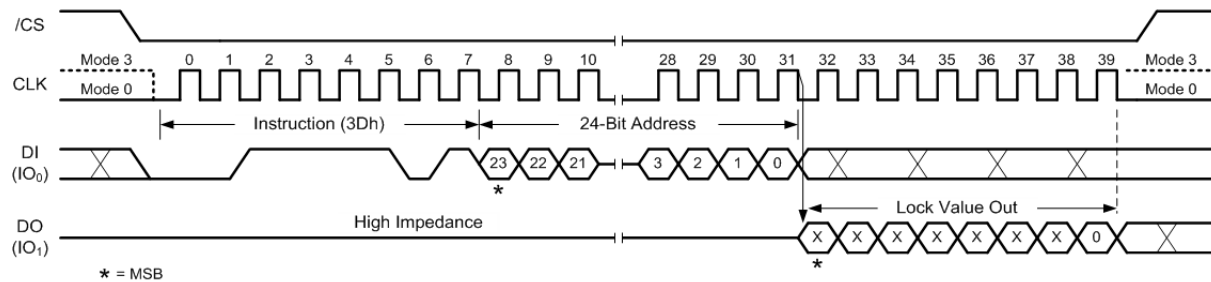 /CS
Mode 3 0 1 2 3 4 5 6 7 8 9 10 28 29 30 31 32 33 34 35 36 37 38 39 Mode 3
CLK
Mode 0 Mode 0
Instruction (3Dh) 24-Bit Address
DI
(IO0)
23 22 21 3 2 1 0
*
Lock Value Out
High Impedance
DO
(IO1)
X X X X X X X 0
*
* = MSB